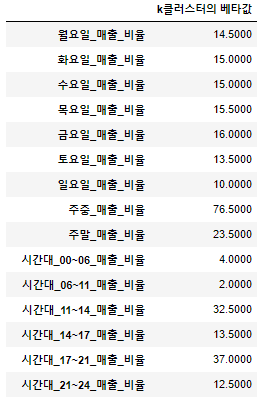 k클러스터의 베타값
월요일_매출_비율 14.5000
화요일_매출_비율 15.0000
수요일_매출_비율 15.0000
목요일_매출_비율 15.5000
금요일_매출_비율 16.0000
토요일_매출_비율 13.5000
일요일_매출_비율 10.0000
주중_매출_비율 76.5000
주말_매출_비율 23.5000
시간대_00~06_매출_비율 4.0000
시간대_06~11_매출_비율 2.0000
시간대_11~14_매출_비율 32.5000
시간대_14~17_매출_비율 13.5000
시간대_17~21_매출_비율 37.0000
시간대_21~24_매출_비율 12.5000